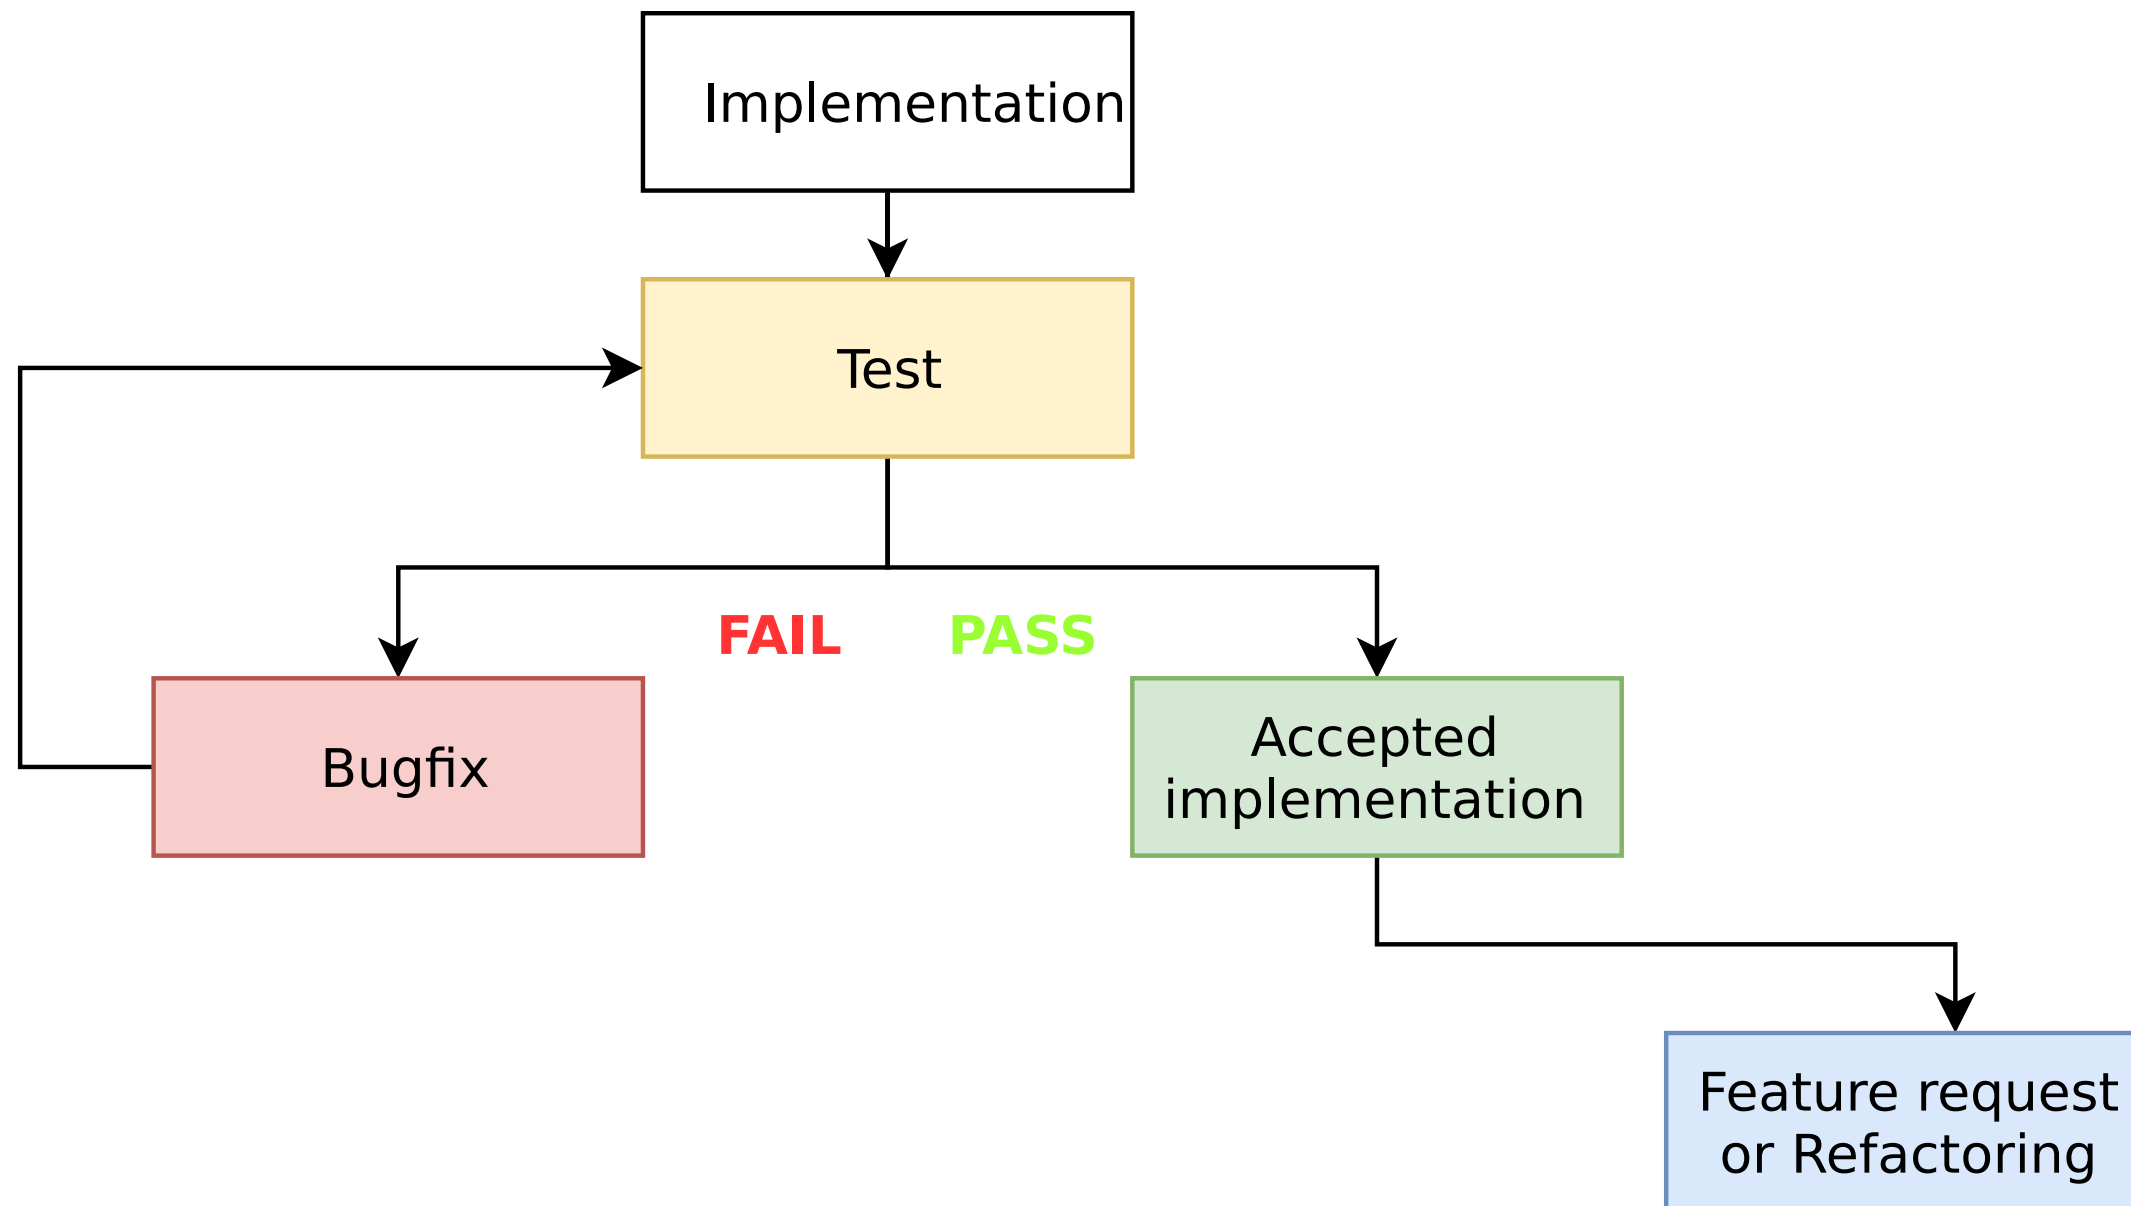 Implementation
Test
FAIL
PASS
Bugfix
Accepted
implementation
Feature request
or Refactoring